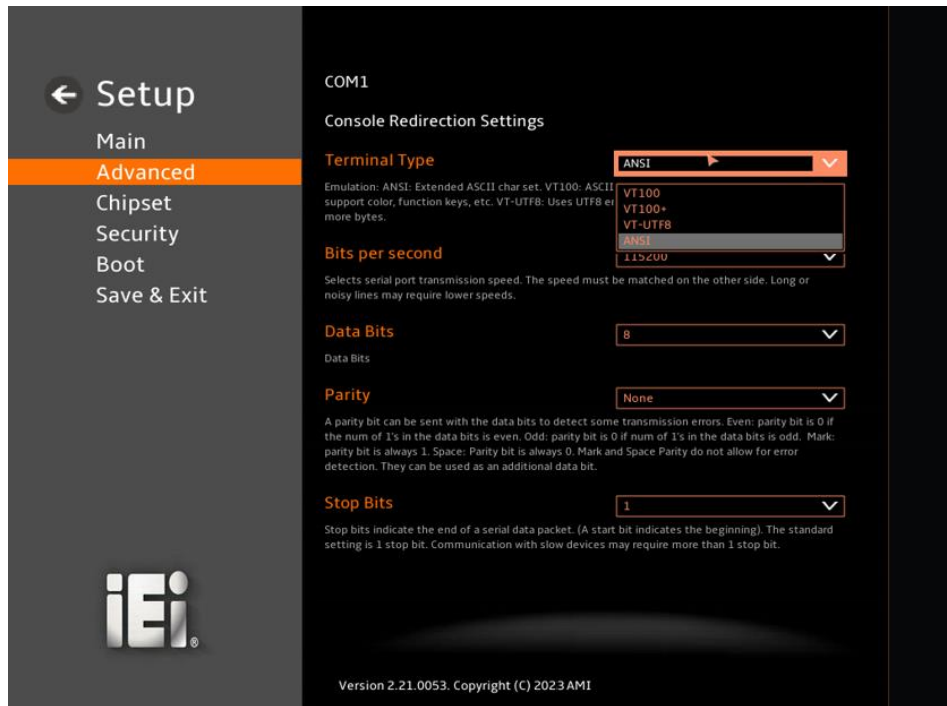 Setup
Main
Advanced
Chipset
Security
Boot
Save & Exit
iEi®
COM1
Console Redirection Settings
Terminal Type
ANSI
Emulation: ANSI: Extended ASCII char set. VT100: ASCII
support color, function keys, etc. VT-UTF8: Uses UTF8
more bytes.
VT100
VT100+
VT-UTF8
ANSI
Bits per second
115200
Selects serial port transmission speed. The speed must be matched on the other side. Long or
noisy lines may require lower speeds.
Data Bits
8
Data Bits
Parity
None
A parity bit can be sent with the data bits to detect some transmission errors. Even: parity bit is 0 if
the num of 1's in the data bits is even. Odd: parity bit is 0 if num of 1's in the data bits is odd. Mark:
parity bit is always 1. Space: Parity bit is always 0. Mark and Space Parity do not allow for error
detection. They can be used as an additional data bit.
Stop Bits
1
Stop bits indicate the end of a serial data packet. (A start bit indicates the beginning). The standard
setting is 1 stop bit. Communication with slow devices may require more than 1 stop bit.
Version 2.21.0053. Copyright (C) 2023 AMI